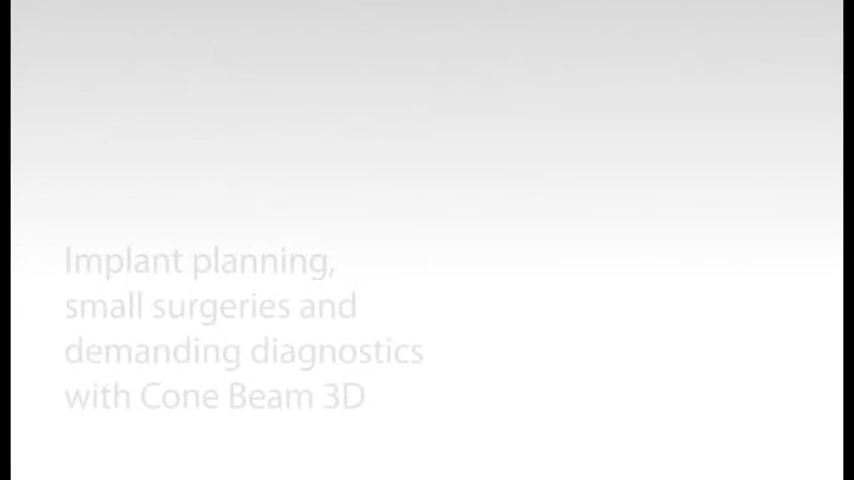 Implant planning,
small surgeries and
demanding diagnostics
with Cone Beam 3D